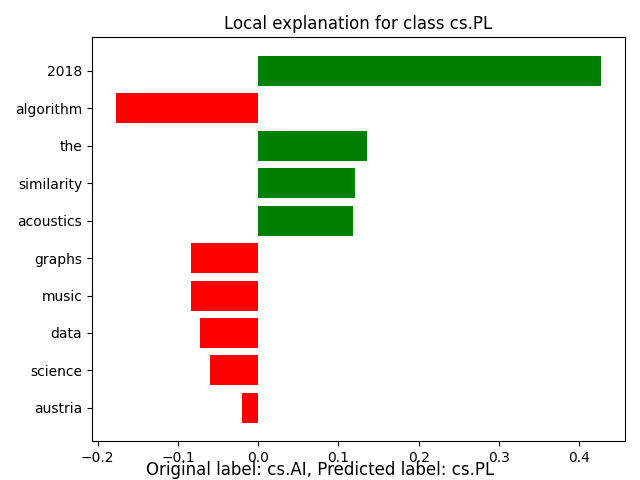 Local explanation for class cs.PL
2018
algorithm
the
similarity
acoustics
graphs
music
data
science
austria
−0.2 −0.1 0.0 0.1 0.2 0.3 0.4
Original label: cs.AI, Predicted label: cs.PL